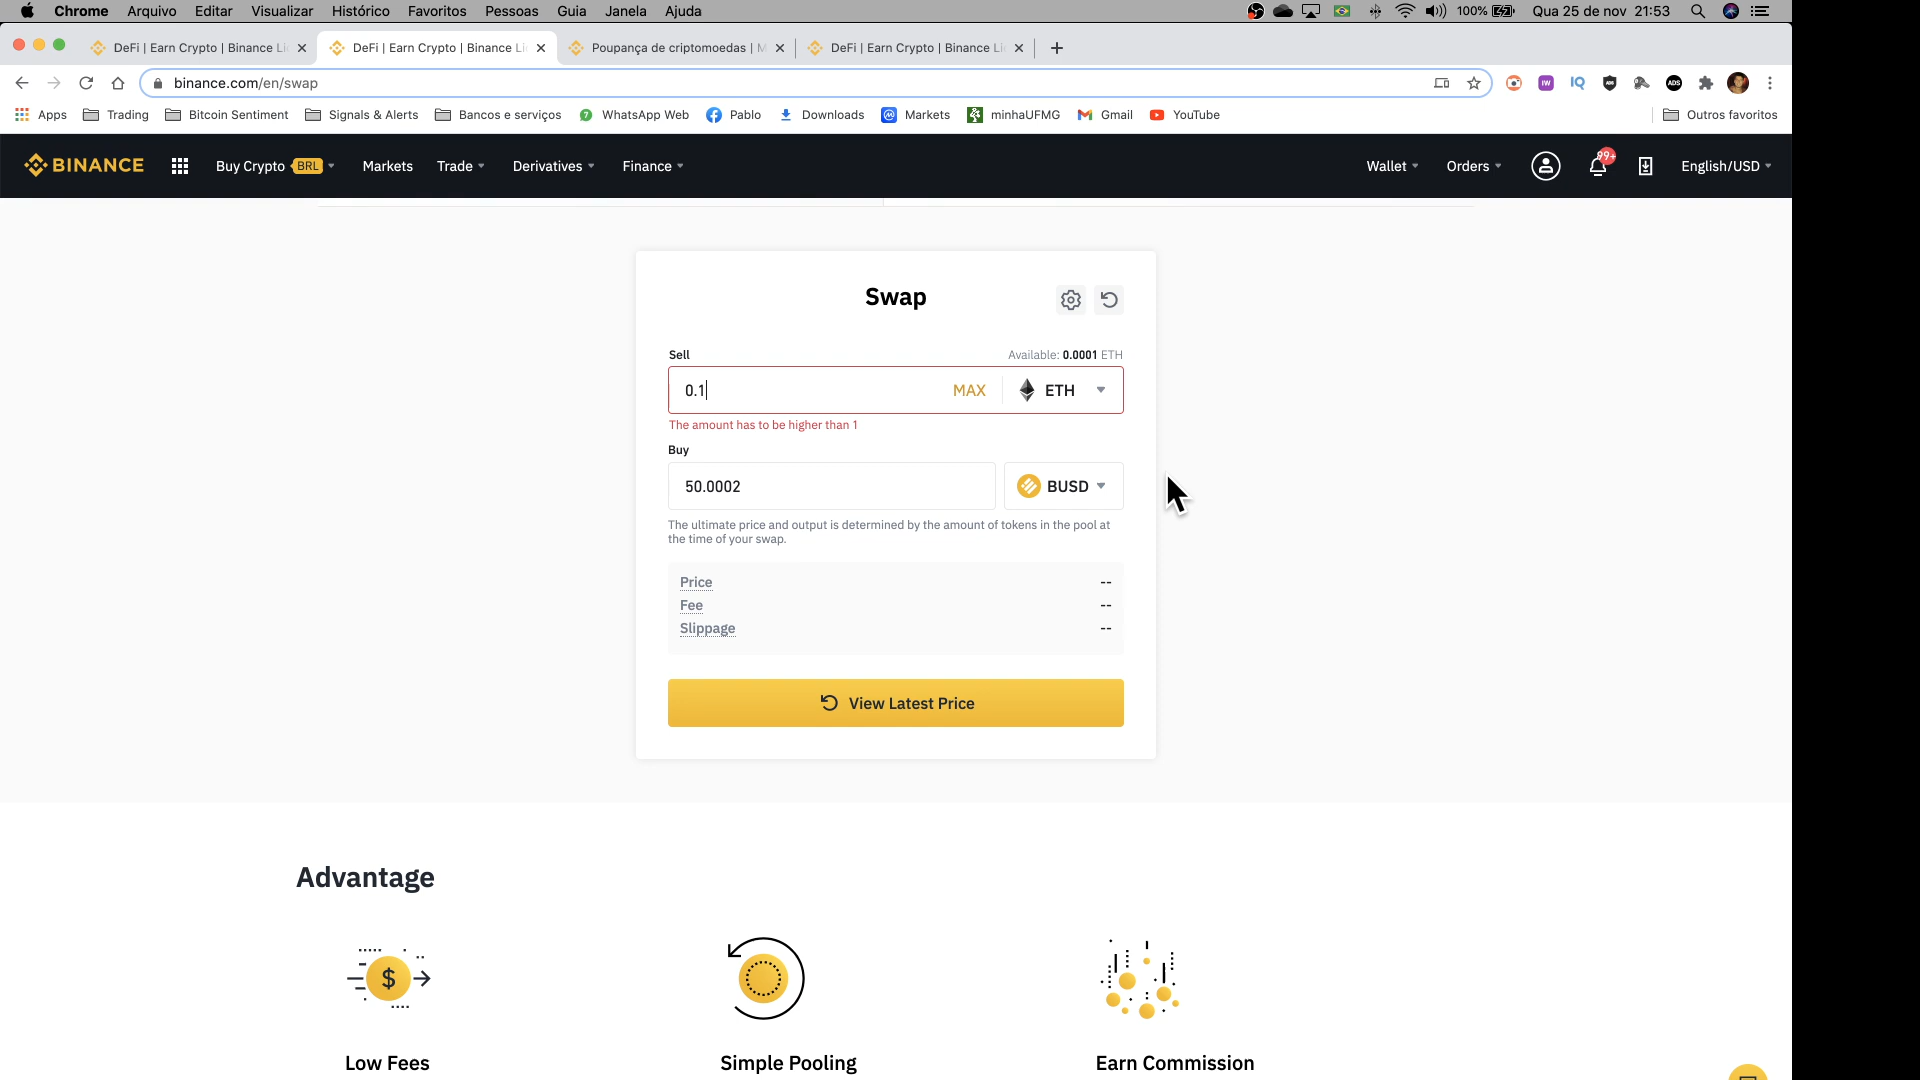 Chrome Arquivo Editar Visualizar Histórico Favoritos Pessoas Guia Janela Ajuda 100% Qua 25 de nov 21:53
DeFi | Earn Crypto | Binance Li DeFi | Earn Crypto | Binance Li Poupança de criptomoedas | M DeFi | Earn Crypto | Binance Li
binance.com/en/swap
Apps Trading Bitcoin Sentiment Signals & Alerts Bancos e serviços WhatsApp Web Pablo Downloads Markets minhaUFMG Gmail YouTube Outros favoritos
BINANCE Buy Crypto BRL Markets Trade Derivatives Finance Wallet Orders 99+ English/USD
Swap
Sell Available: 0.0001 ETH
0.1 MAX ETH
The amount has to be higher than 1
Buy
50.0002 BUSD
The ultimate price and output is determined by the amount of tokens in the pool at
the time of your swap.
Price --
Fee --
Slippage --
View Latest Price
Advantage
$
Low Fees Simple Pooling Earn Commission